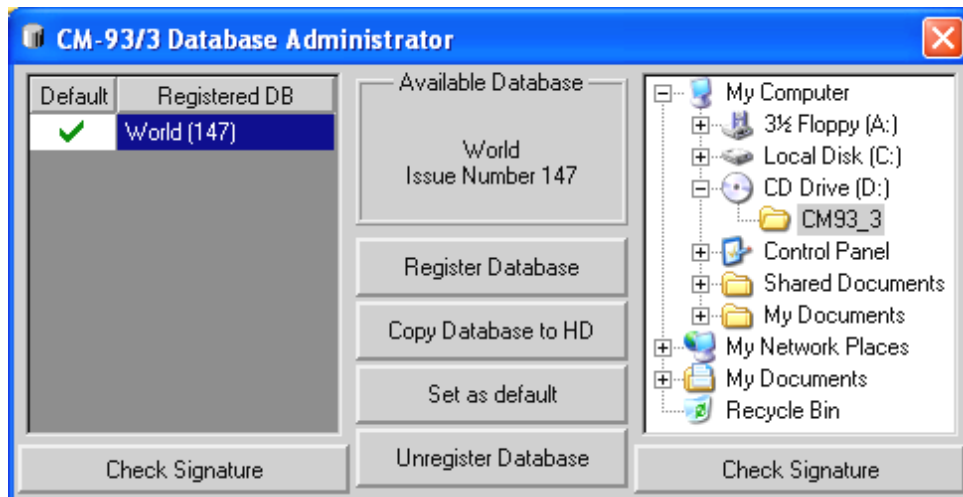 CM-93/3 Database Administrator
Default Registered DB
World (147)
Check Signature
Available Database
World
Issue Number 147
Register Database
Copy Database to HD
Set as default
Unregister Database
My Computer
3½ Floppy (A:)
Local Disk (C:)
CD Drive (D:)
CM93_3
Control Panel
Shared Documents
My Documents
My Network Places
My Documents
Recycle Bin
Check Signature